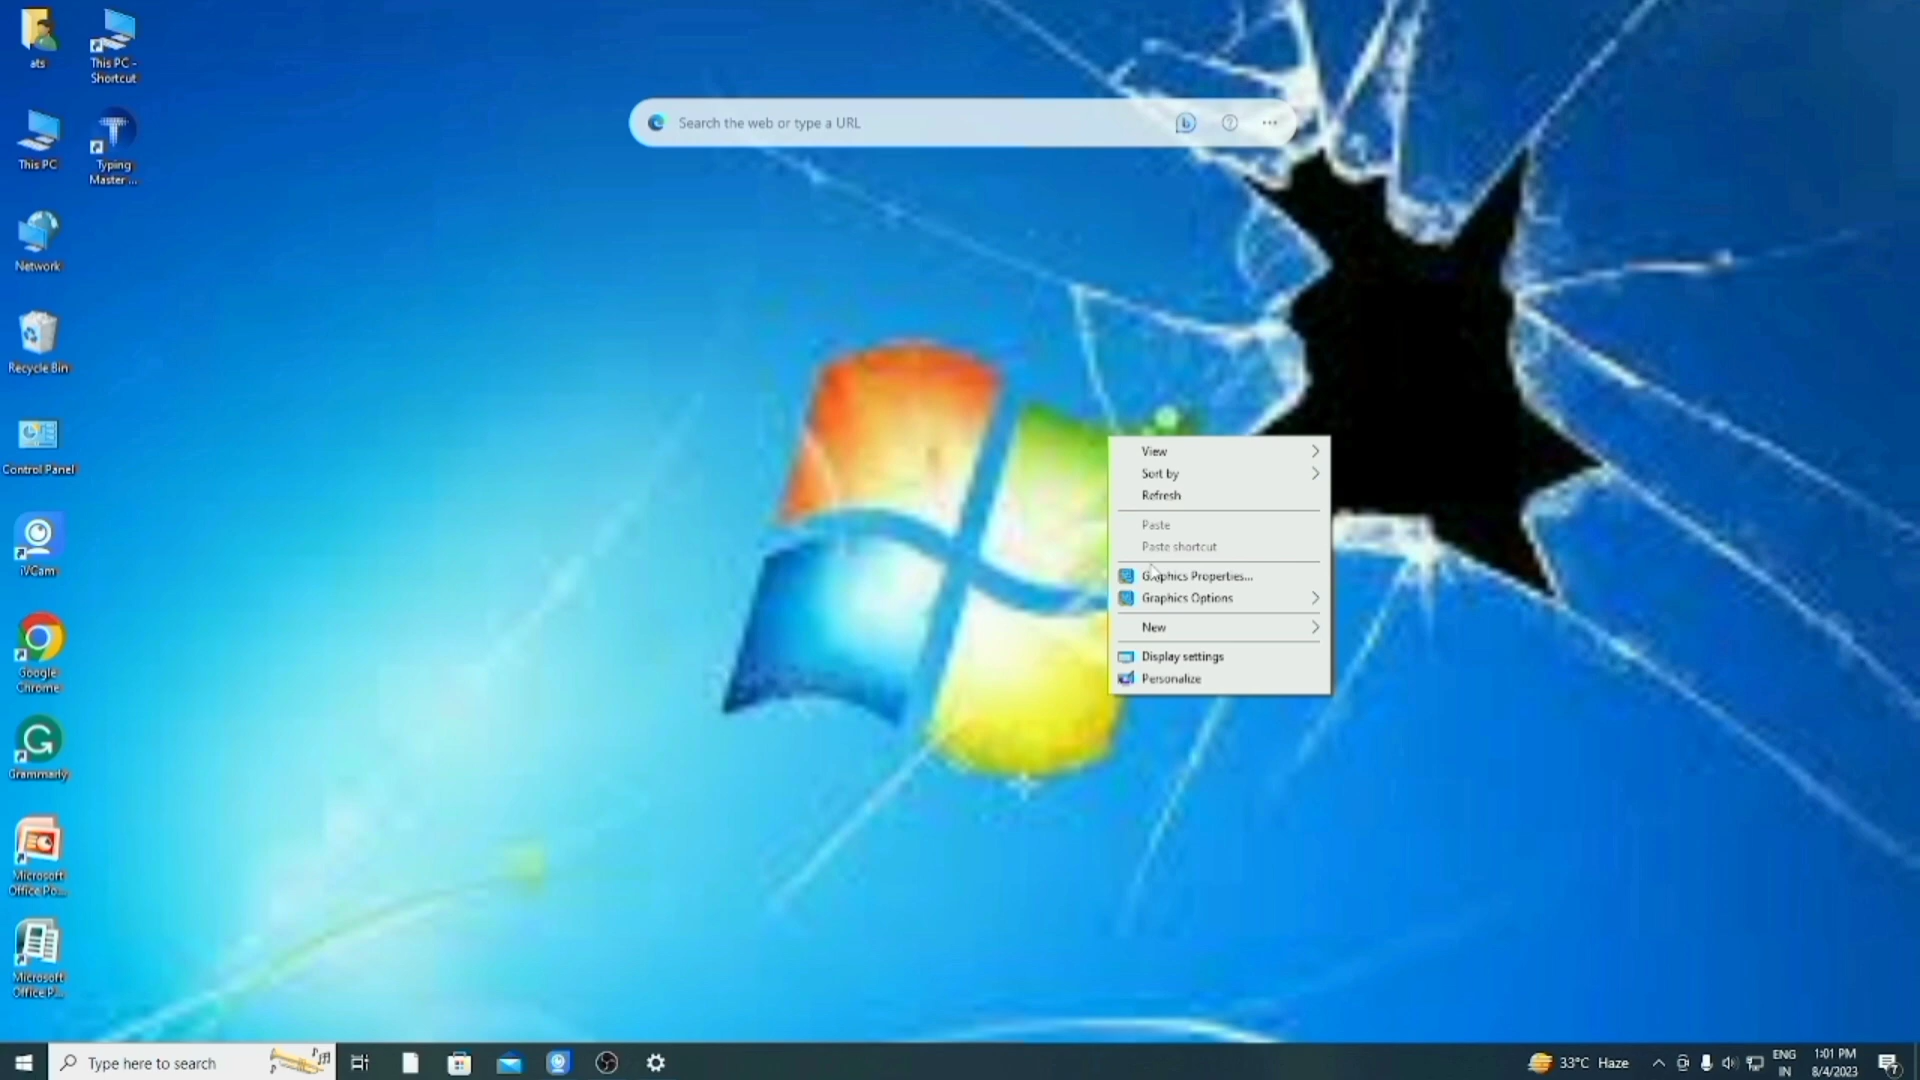 ats
This PC -
Shortcut
This PC
Typing
Master ...
Network
Recycle Bin
Control Panel
iVCam
Google
Chrome
Grammarly
Microsoft
Office Po...
Microsoft
Office P...
Search the web or type a URL
View
Sort by
Refresh
Paste
Paste shortcut
Graphics Properties...
Graphics Options
New
Display settings
Personalize
Type here to search
33°C Haze
ENG
IN
1:01 PM
8/4/2023
7